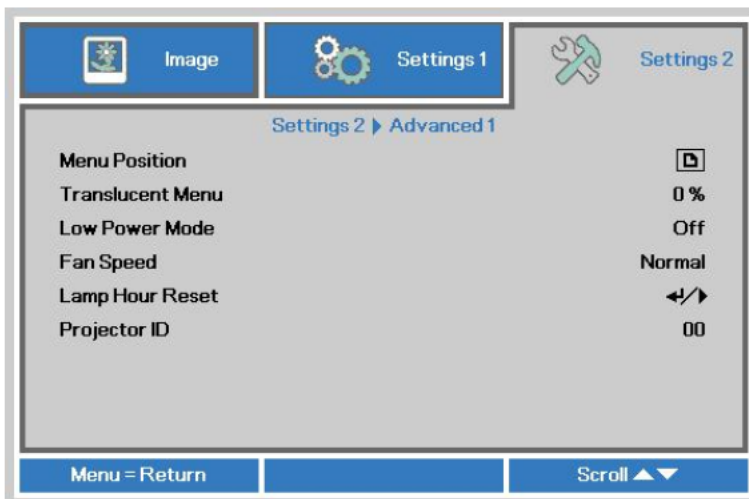 Image
Settings 1
Settings 2
Settings 2 ▶ Advanced 1
Menu Position
Translucent Menu 0 %
Low Power Mode Off
Fan Speed Normal
Lamp Hour Reset ↵/▶
Projector ID 00
Menu = Return
Scroll ▲▼